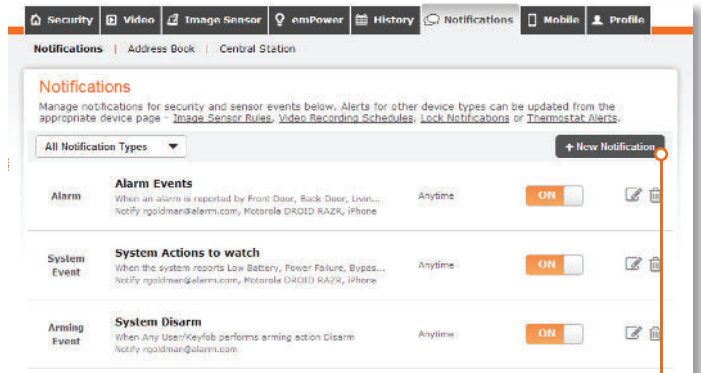 Security Video Image Sensor emPower History Notifications Mobile Profile
Notifications | Address Book | Central Station
Notifications
Manage notifications for security and sensor events below. Alerts for other device types can be updated from the
appropriate device page - Image Sensor Rules, Video Recording Schedules, Lock Notifications or Thermostat Alerts.
All Notification Types
+ New Notification
Alarm Events
Alarm
When an alarm is reported by Front Door, Back Door, Livin...
Anytime
ON
Notify rgoldman@alarm.com, Motorola DROID RAZR, iPhone
System Actions to watch
System
Event
When the system reports Low Battery, Power Failure, Bypas...
Anytime
ON
Notify rgoldman@alarm.com, Motorola DROID RAZR, iPhone
System Disarm
Arming
Event
When Any User/Keyfob performs arming action Disarm
Anytime
ON
Notify rgoldman@alarm.com